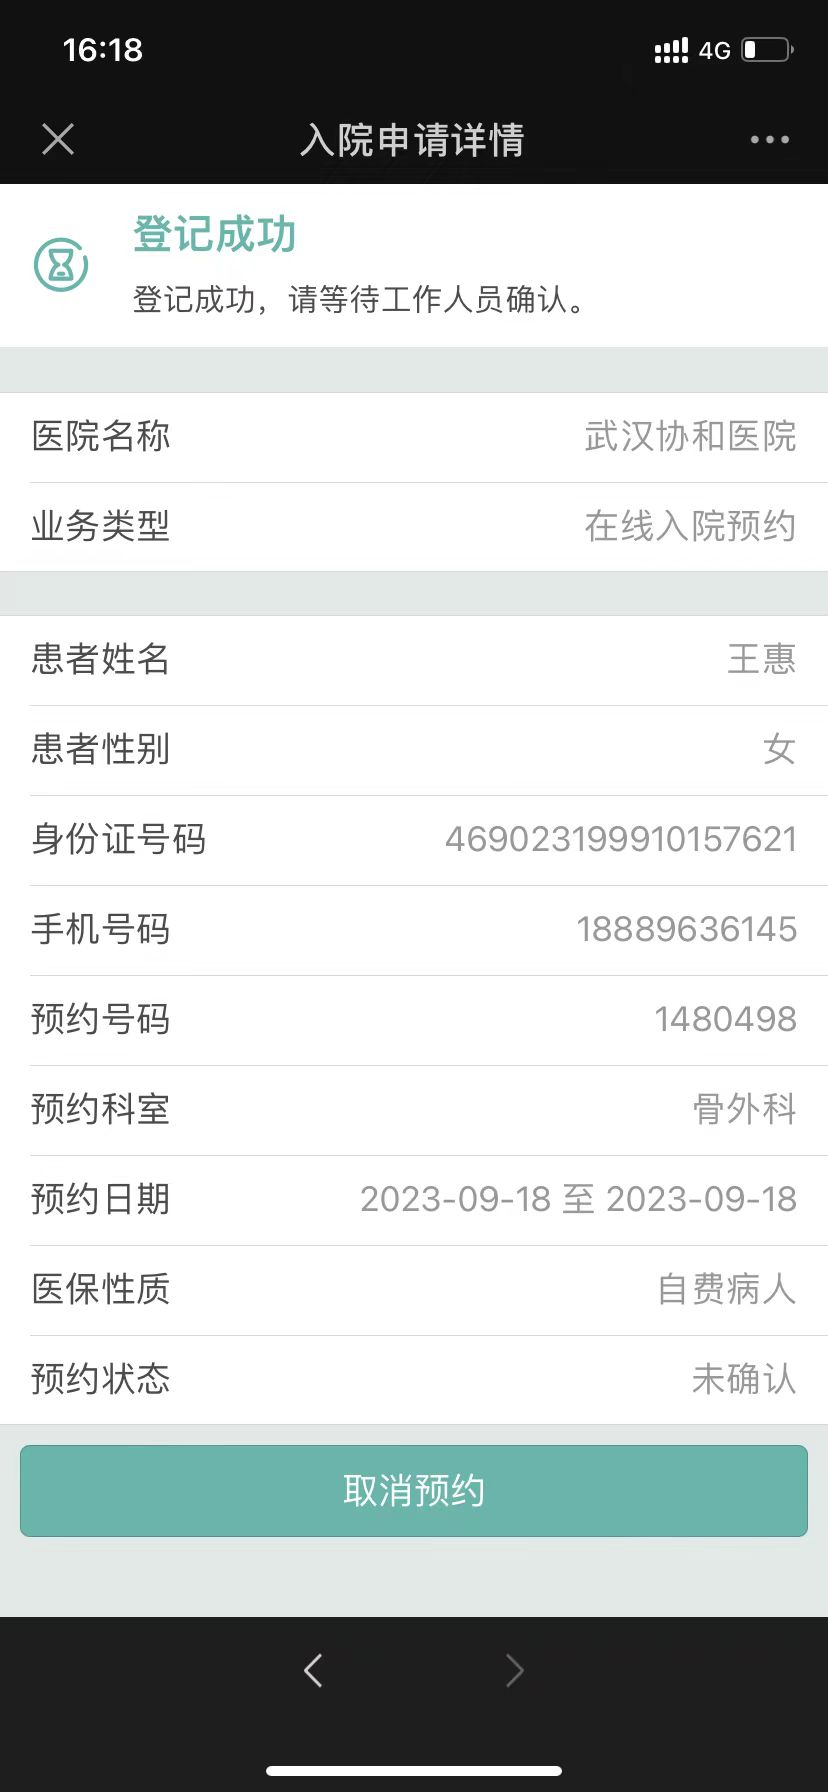 16:18
4G
入院申请详情
登记成功
登记成功，请等待工作人员确认。
医院名称 武汉协和医院
业务类型 在线入院预约
患者姓名 王惠
患者性别 女
身份证号码 469023199910157621
手机号码 18889636145
预约号码 1480498
预约科室 骨外科
预约日期 2023-09-18 至 2023-09-18
医保性质 自费病人
预约状态 未确认
取消预约